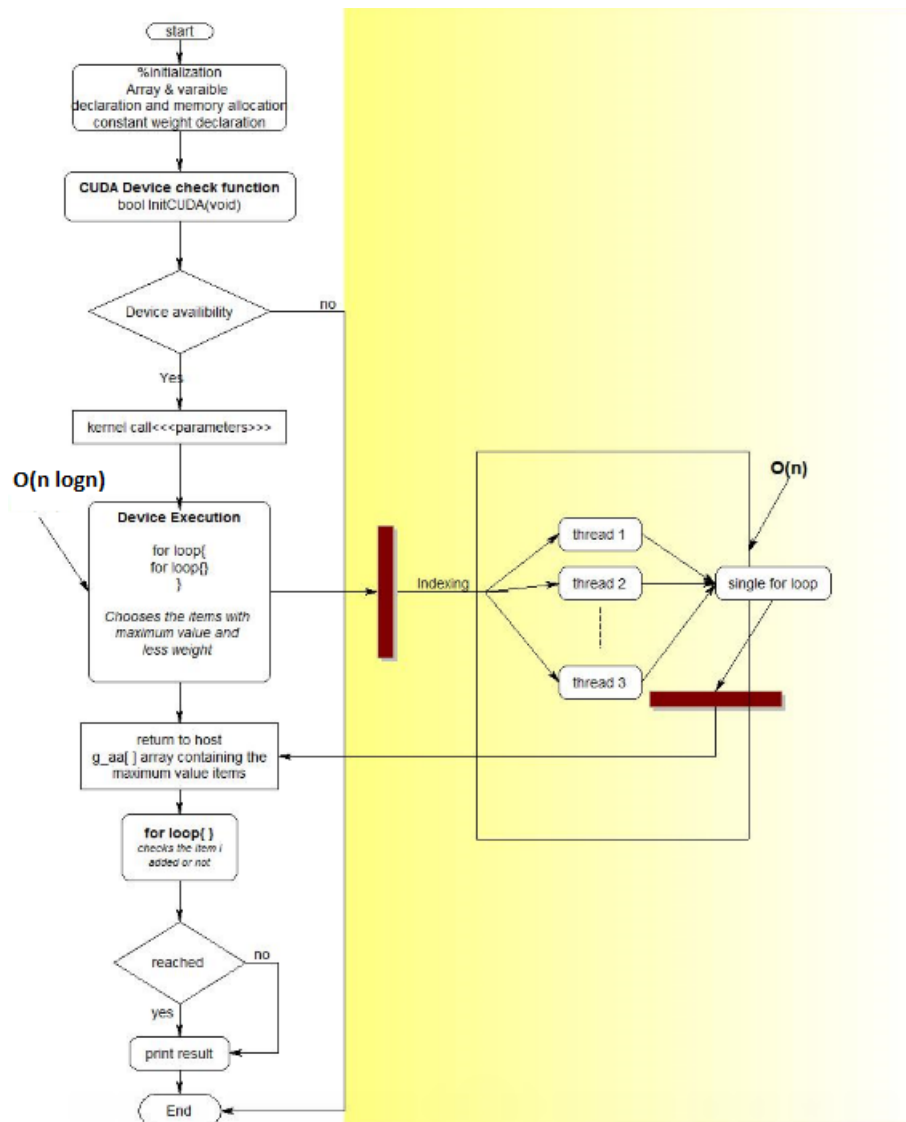 start
%initialization
Array & varaible
declaration and memory allocation
constant weight declaration
CUDA Device check function
bool InitCUDA(void)
Device availibility
no
Yes
kernel call<<<parameters>>>
O(n logn)
Device Execution
for loop{
for loop{}
}
Chooses the items with
maximum value and
less weight
Indexing
thread 1
thread 2
thread 3
O(n)
single for loop
return to host
g_aa[ ] array containing the
maximum value items
for loop{ }
checks the item i
added or not
reached
no
yes
print result
End